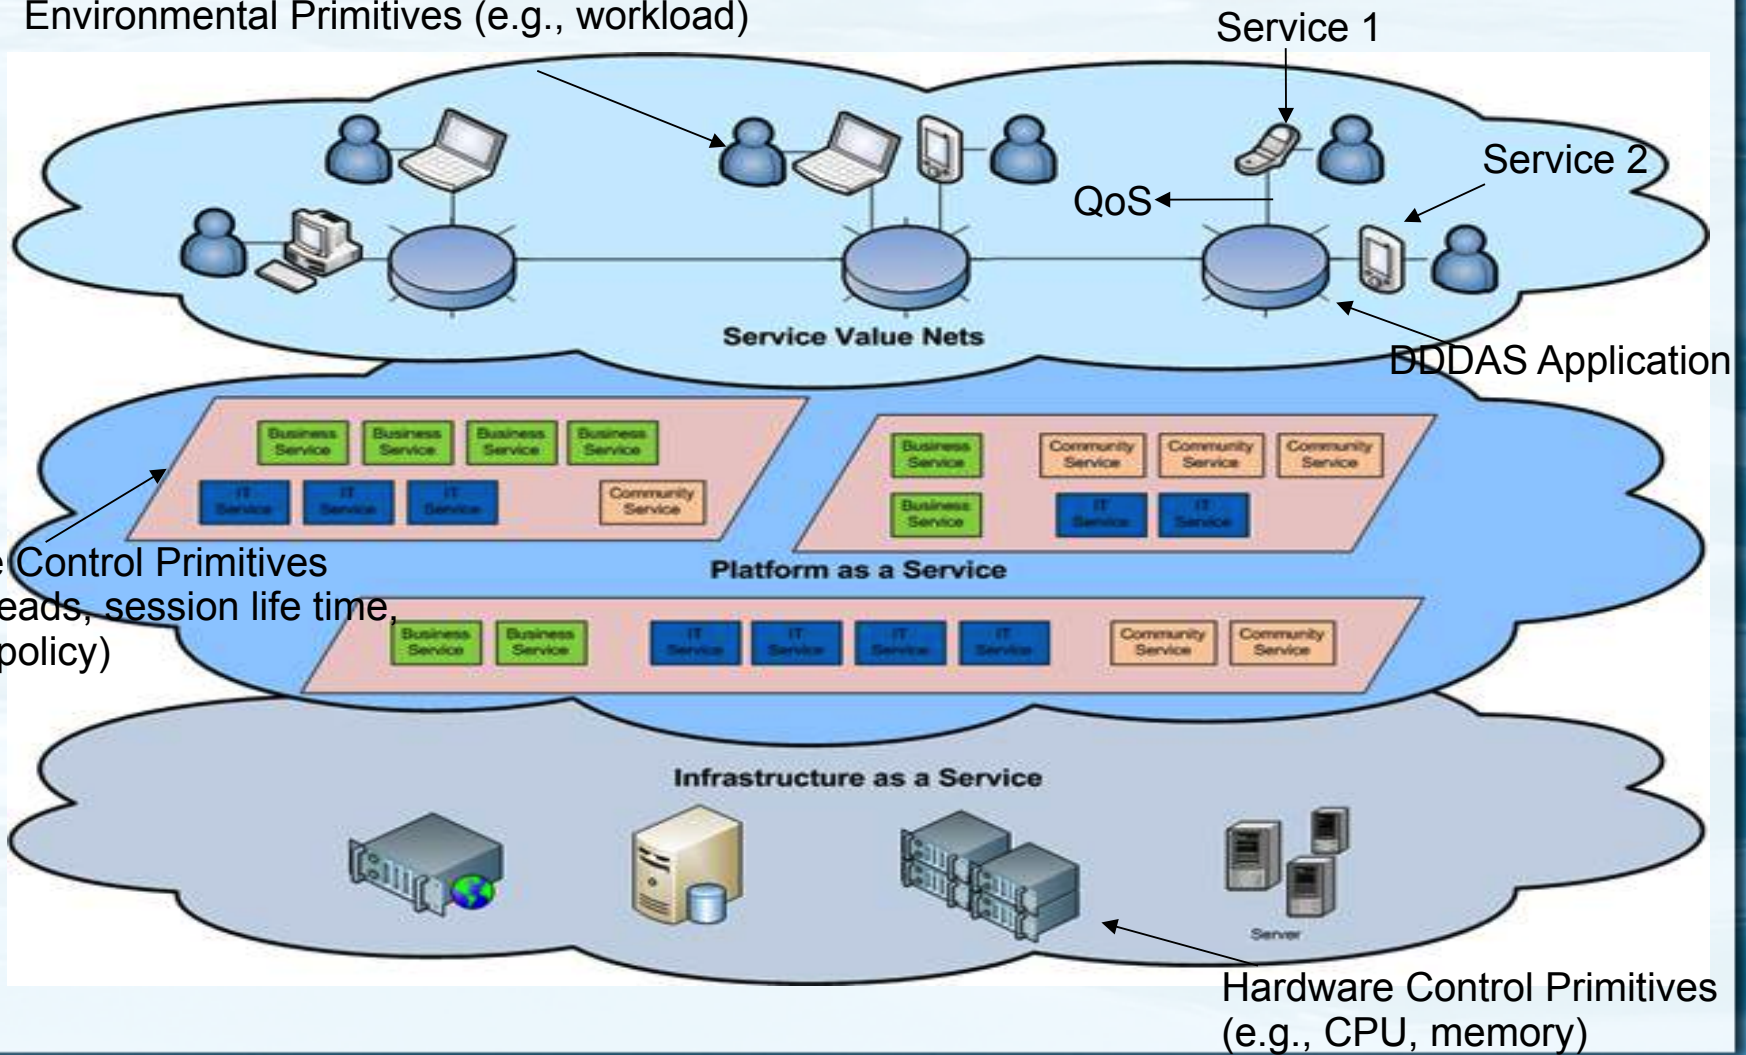 Environmental Primitives (e.g., workload)
Service 1
Service 2
QoS
Service Value Nets
DDDAS Application
Business
Service
Business
Service
Business
Service
Business
Service
IT
Service
IT
Service
IT
Service
Community
Service
Business
Service
Community
Service
Community
Service
Community
Service
Business
Service
IT
Service
IT
Service
Platform as a Service
Control Primitives
session life time,
policy)
Business
Service
Business
Service
IT
Service
IT
Service
IT
Service
IT
Service
Community
Service
Community
Service
Infrastructure as a Service
Server
Hardware Control Primitives
(e.g., CPU, memory)